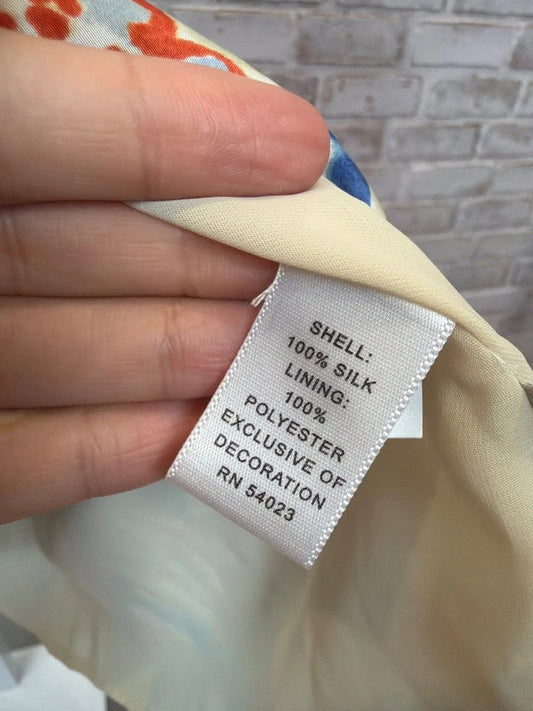 SHELL:
100% SILK
LINING:
100%
POLYESTER
EXCLUSIVE OF
DECORATION
RN 54023